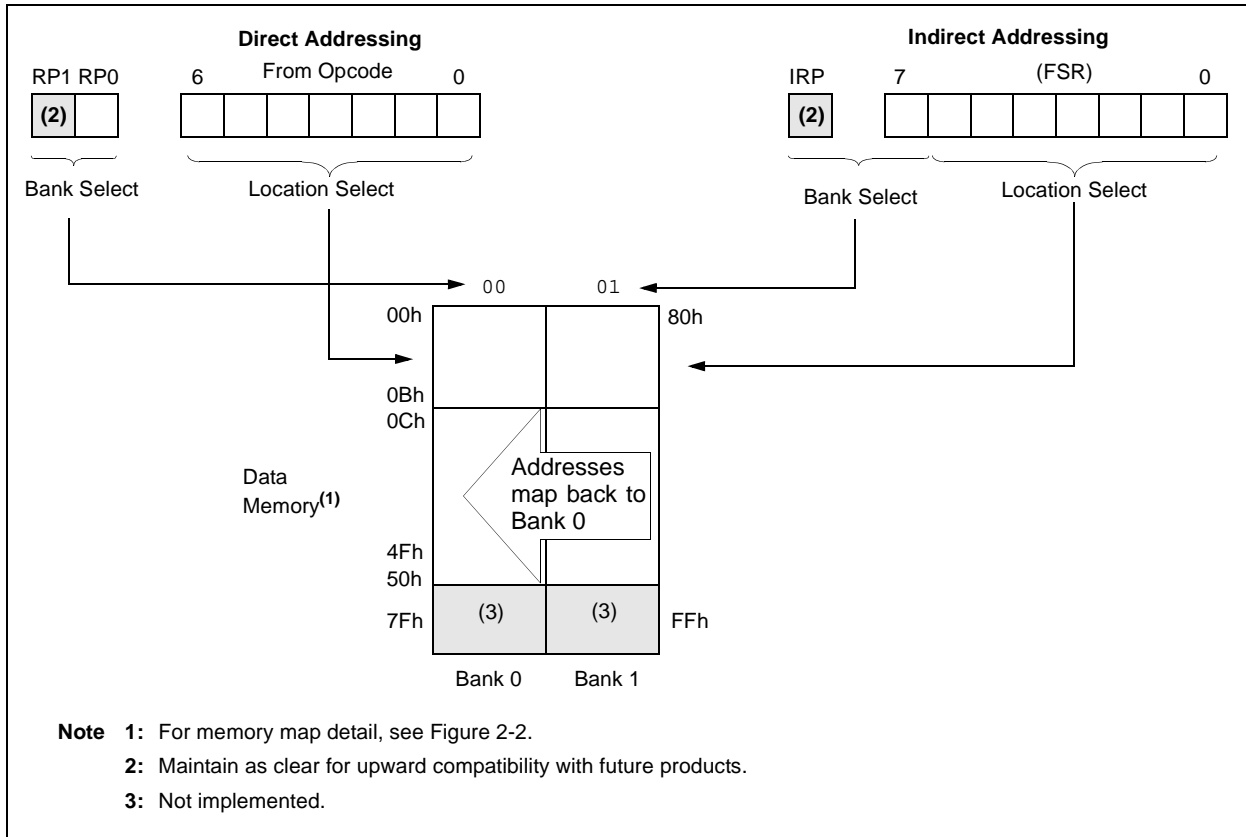 Direct Addressing
RP1 RP0 6 From Opcode 0
(2)
Bank Select Location Select
Indirect Addressing
IRP 7 (FSR) 0
(2)
Bank Select Location Select
00 01
00h 80h
0Bh
0Ch
Addresses
map back to
Bank 0
Data
Memory(1)
4Fh
50h
7Fh (3) (3) FFh
Bank 0 Bank 1
Note 1: For memory map detail, see Figure 2-2.
2: Maintain as clear for upward compatibility with future products.
3: Not implemented.